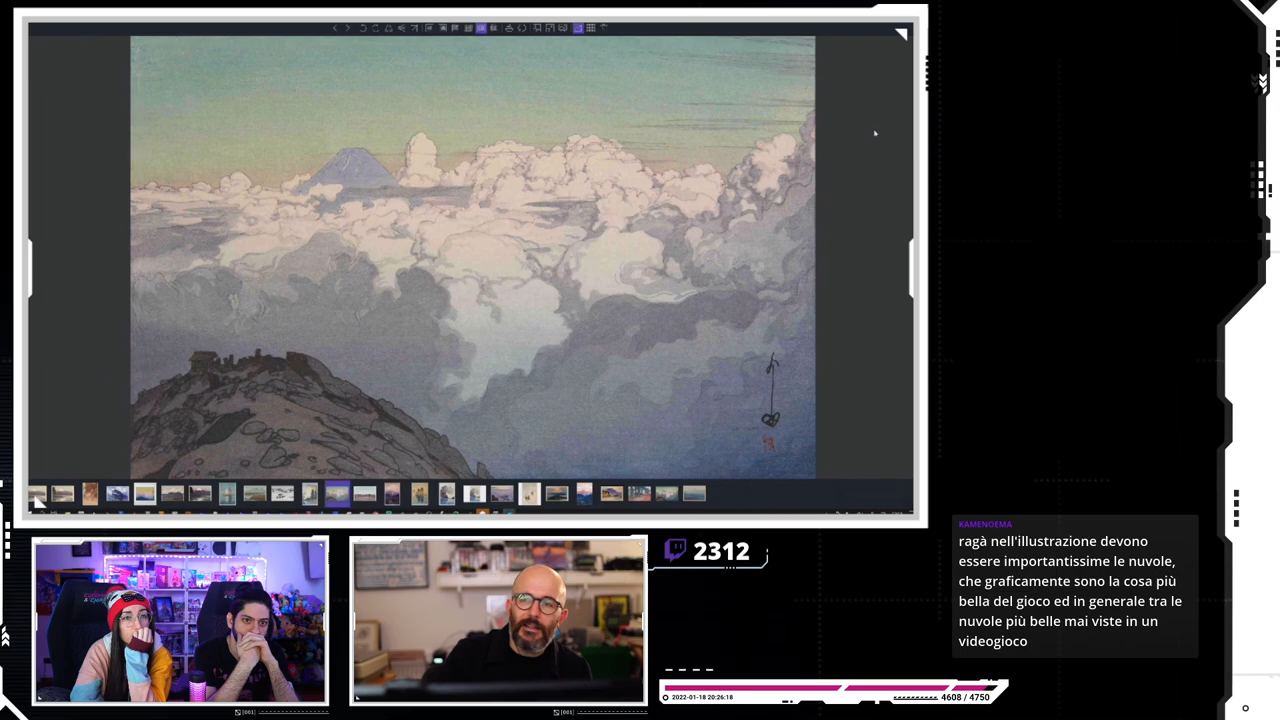 KAMENOEMA
ragà nell'illustrazione devono
essere importantissime le nuvole,
che graficamente sono la cosa più
bella del gioco ed in generale tra le
nuvole più belle mai viste in un
videogioco
2312
2022-01-18 20:26:18
4608 / 4750
[001]
[001]